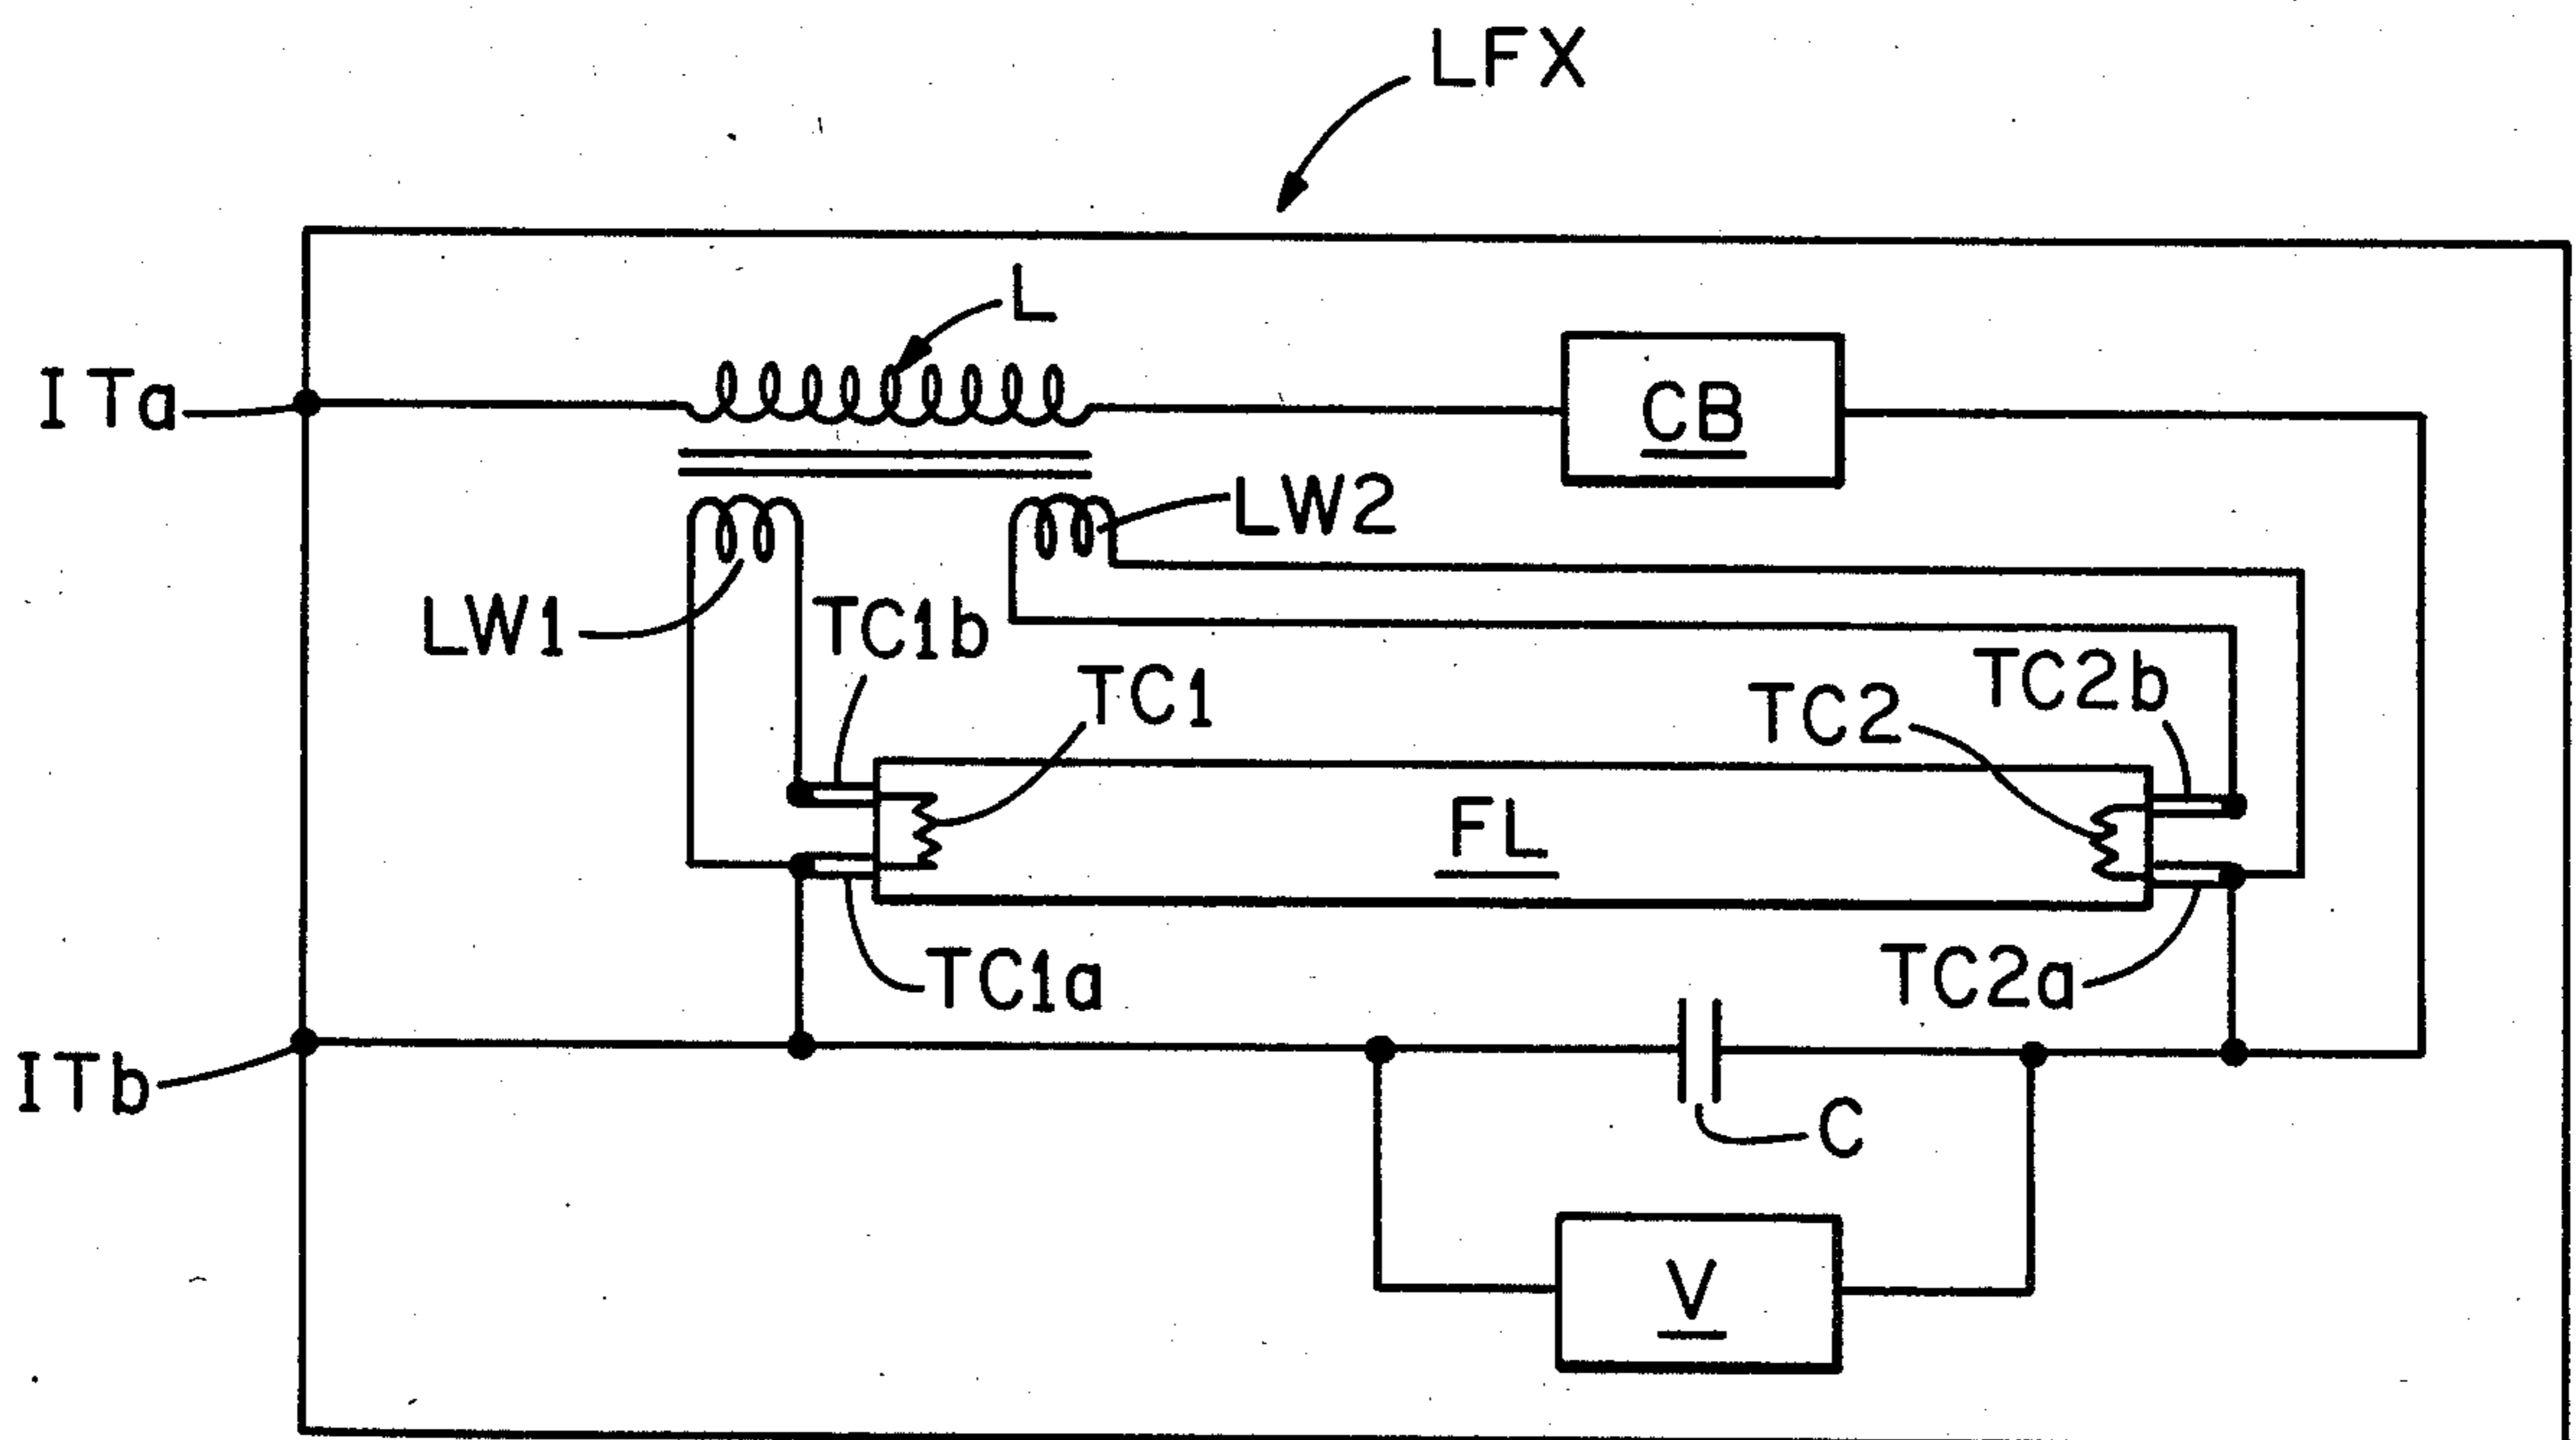 LFX
L
ITa
CB
LW2
LW1
TC1b
TC1
TC2
TC2b
FL
TC1a
TC2a
ITb
C
V